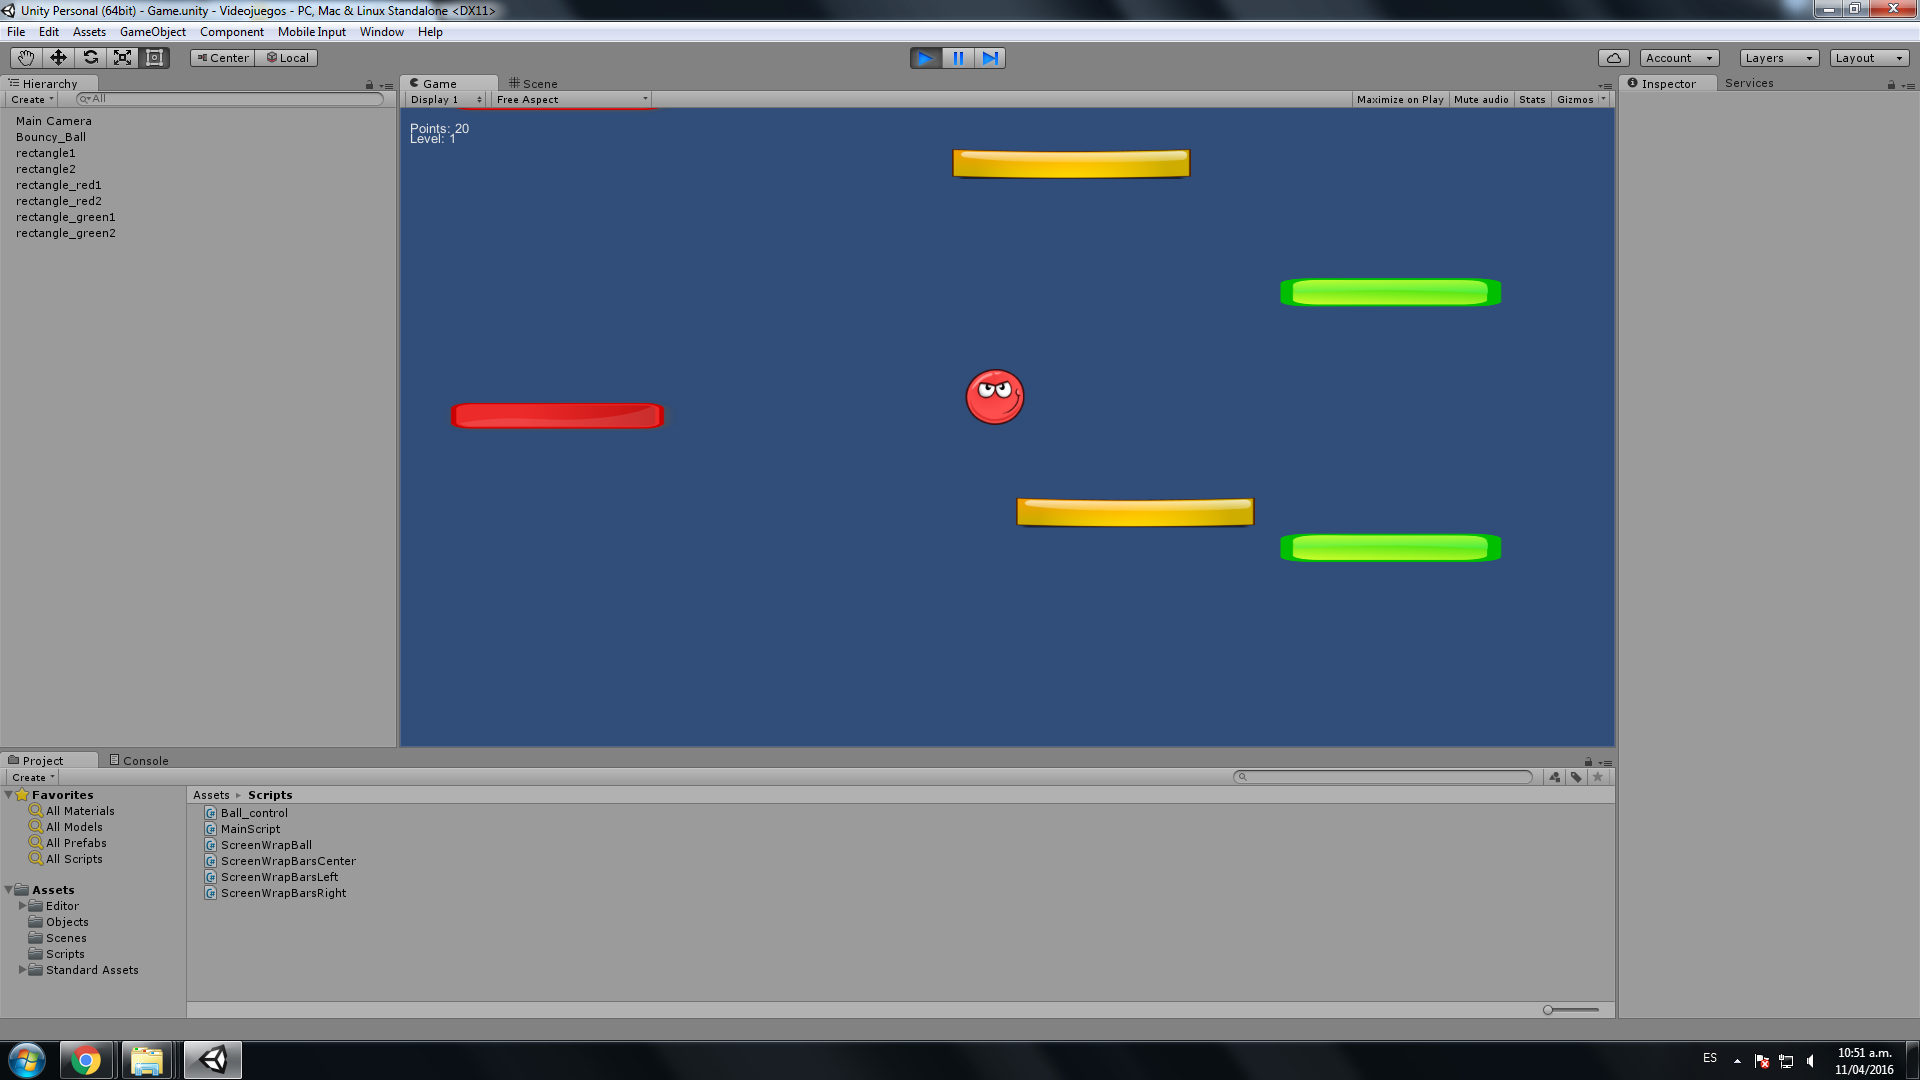 Unity Personal (64bit) - Game.unity - Videojuegos - PC, Mac & Linux Standalone <DX11>
File Edit Assets GameObject Component Mobile Input Window Help
Center Local Account Layers Layout
Hierarchy
Create All
Main Camera
Bouncy_Ball
rectangle1
rectangle2
rectangle_red1
rectangle_red2
rectangle_green1
rectangle_green2
Game Scene
Display 1 Free Aspect Maximize on Play Mute audio Stats Gizmos
Points: 20
Level: 1
Inspector Services
Project Console
Create
Favorites
All Materials
All Models
All Prefabs
All Scripts
Assets
Editor
Objects
Scenes
Scripts
Standard Assets
Assets Scripts
Ball_control
MainScript
ScreenWrapBall
ScreenWrapBarsCenter
ScreenWrapBarsLeft
ScreenWrapBarsRight
ES
10:51 a.m.
11/04/2016